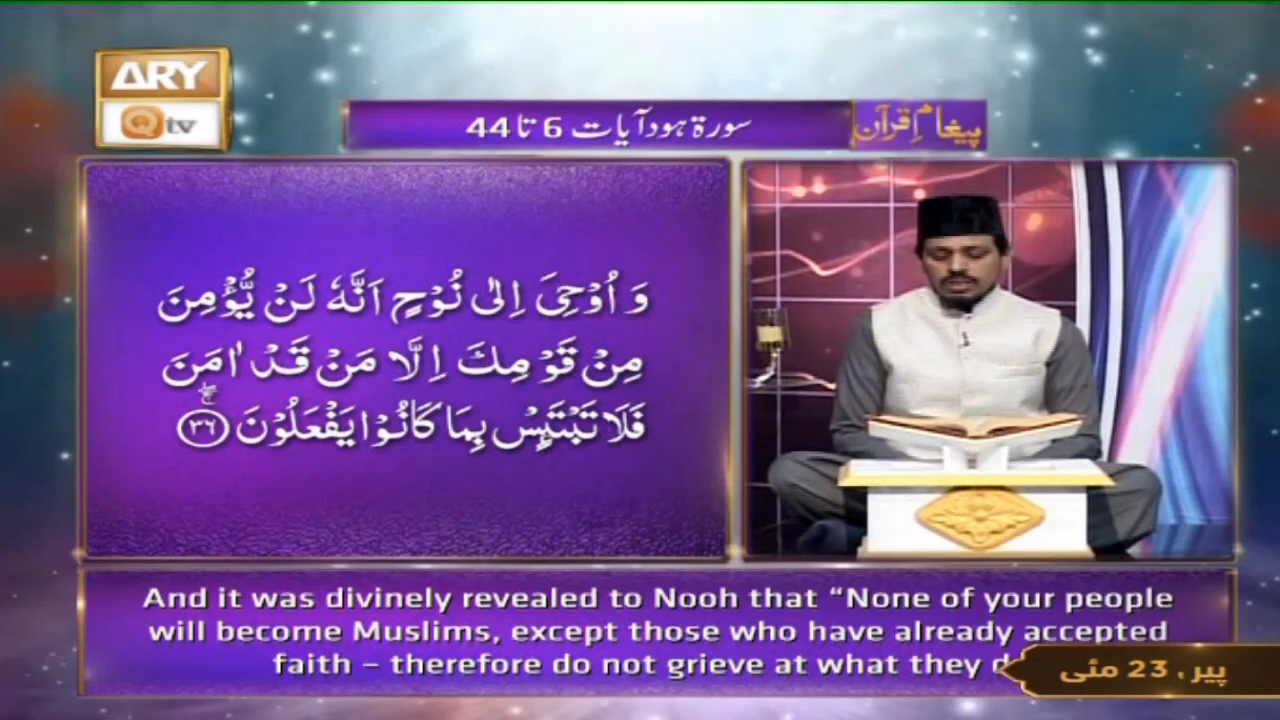 ARY
Qtv
پیغامِ قرآن
سورۃ ہود آیات 6 تا 44
وَ اُوْحِیَ اِلٰی نُوْحٍ اَنَّهٗ لَنْ یُّؤْمِنَ
مِنْ قَوْمِكَ اِلَّا مَنْ قَدْ اٰمَنَ
فَلَا تَبْتَىِٕسْ بِمَا كَانُوْا یَفْعَلُوْنَ ۚۖ ﴿۳۶﴾
And it was divinely revealed to Nooh that “None of your people
will become Muslims, except those who have already accepted
faith – therefore do not grieve at what they d
پیر، 23 مئی